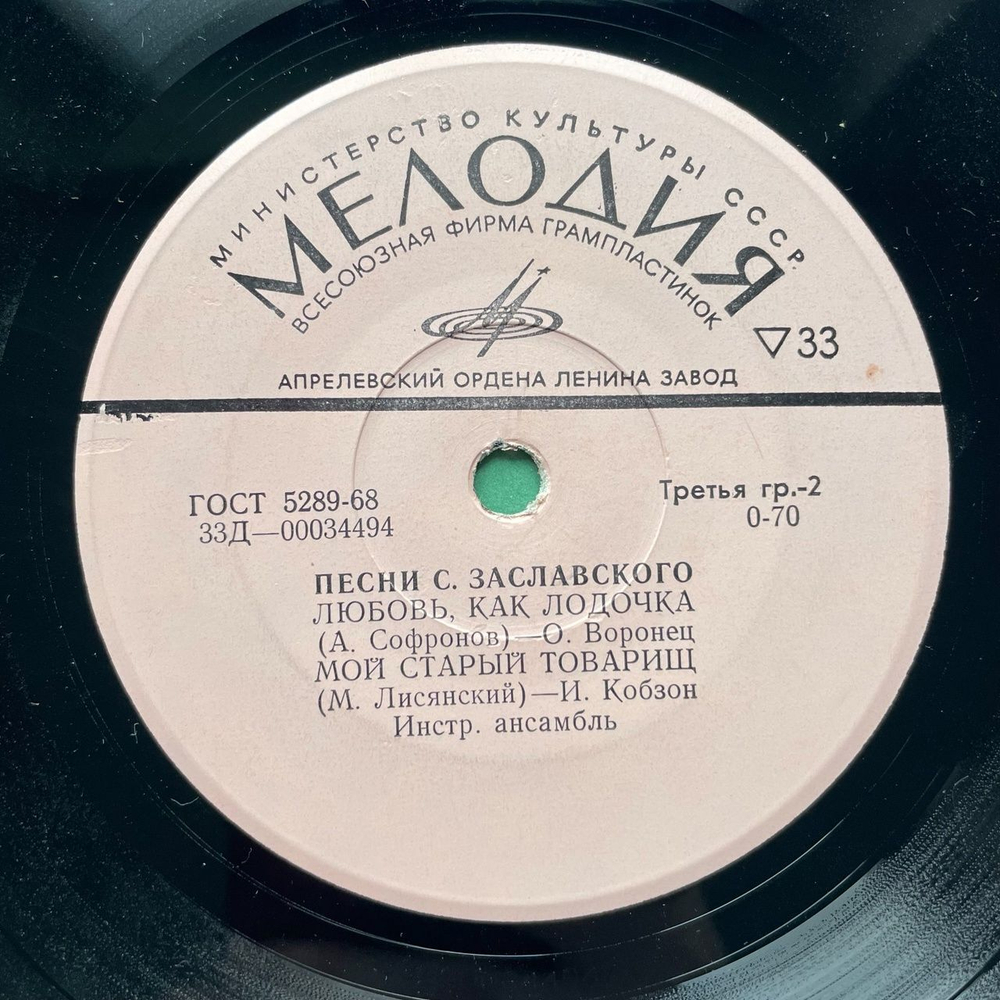 МИНИСТЕРСТВО КУЛЬТУРЫ СССР
МЕЛОДИЯ
ВСЕСОЮЗНАЯ ФИРМА ГРАМПЛАСТИНОК
▽33
АПРЕЛЕВСКИЙ ОРДЕНА ЛЕНИНА ЗАВОД
ГОСТ 5289-68
33Д—00034494
Третья гр.-2
0-70
ПЕСНИ С. ЗАСЛАВСКОГО
ЛЮБОВЬ, КАК ЛОДОЧКА
(А. Софронов)—О. Воронец
МОЙ СТАРЫЙ ТОВАРИЩ
(М. Лисянский)—И. Кобзон
Инстр. ансамбль